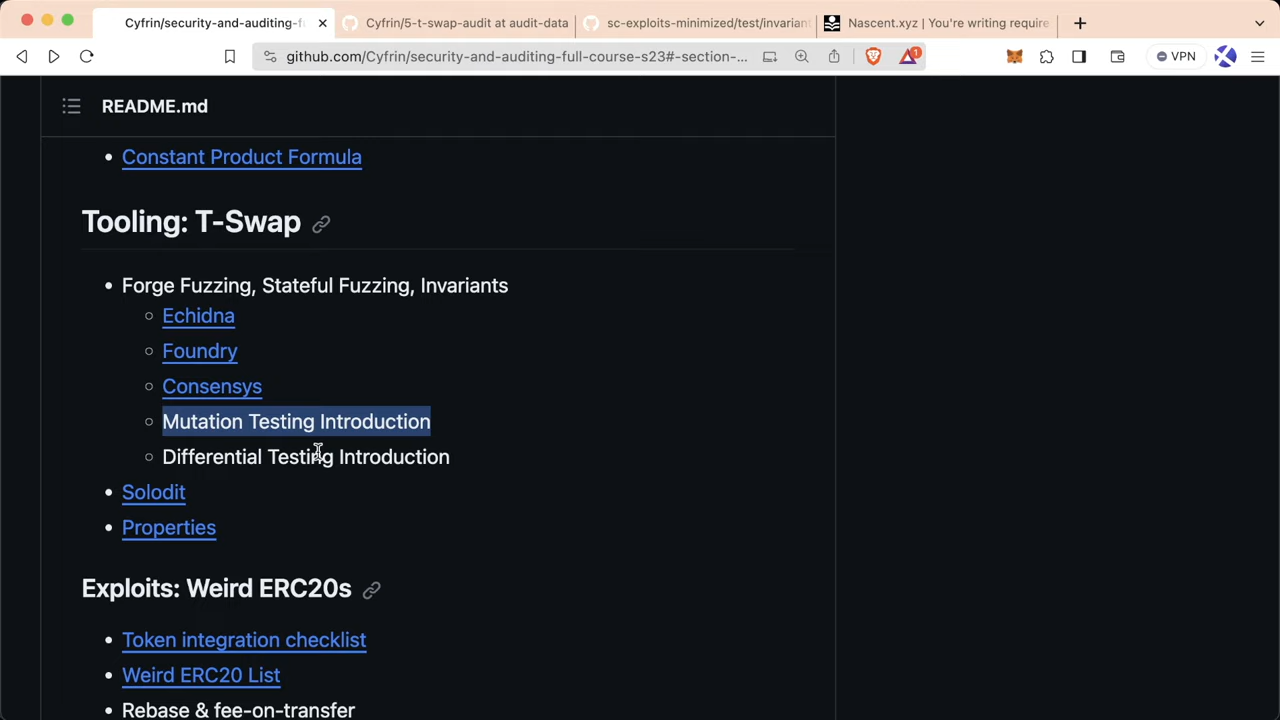 Cyfrin/security-and-auditing-f
Cyfrin/5-t-swap-audit at audit-data
sc-exploits-minimized/test/invarian
Nascent.xyz | You're writing require
github.com/Cyfrin/security-and-auditing-full-course-s23#-section-...
1
VPN
README.md
Constant Product Formula
Tooling: T-Swap
Forge Fuzzing, Stateful Fuzzing, Invariants
Echidna
Foundry
Consensys
Mutation Testing Introduction
Differential Testing Introduction
Solodit
Properties
Exploits: Weird ERC20s
Token integration checklist
Weird ERC20 List
Rebase & fee-on-transfer